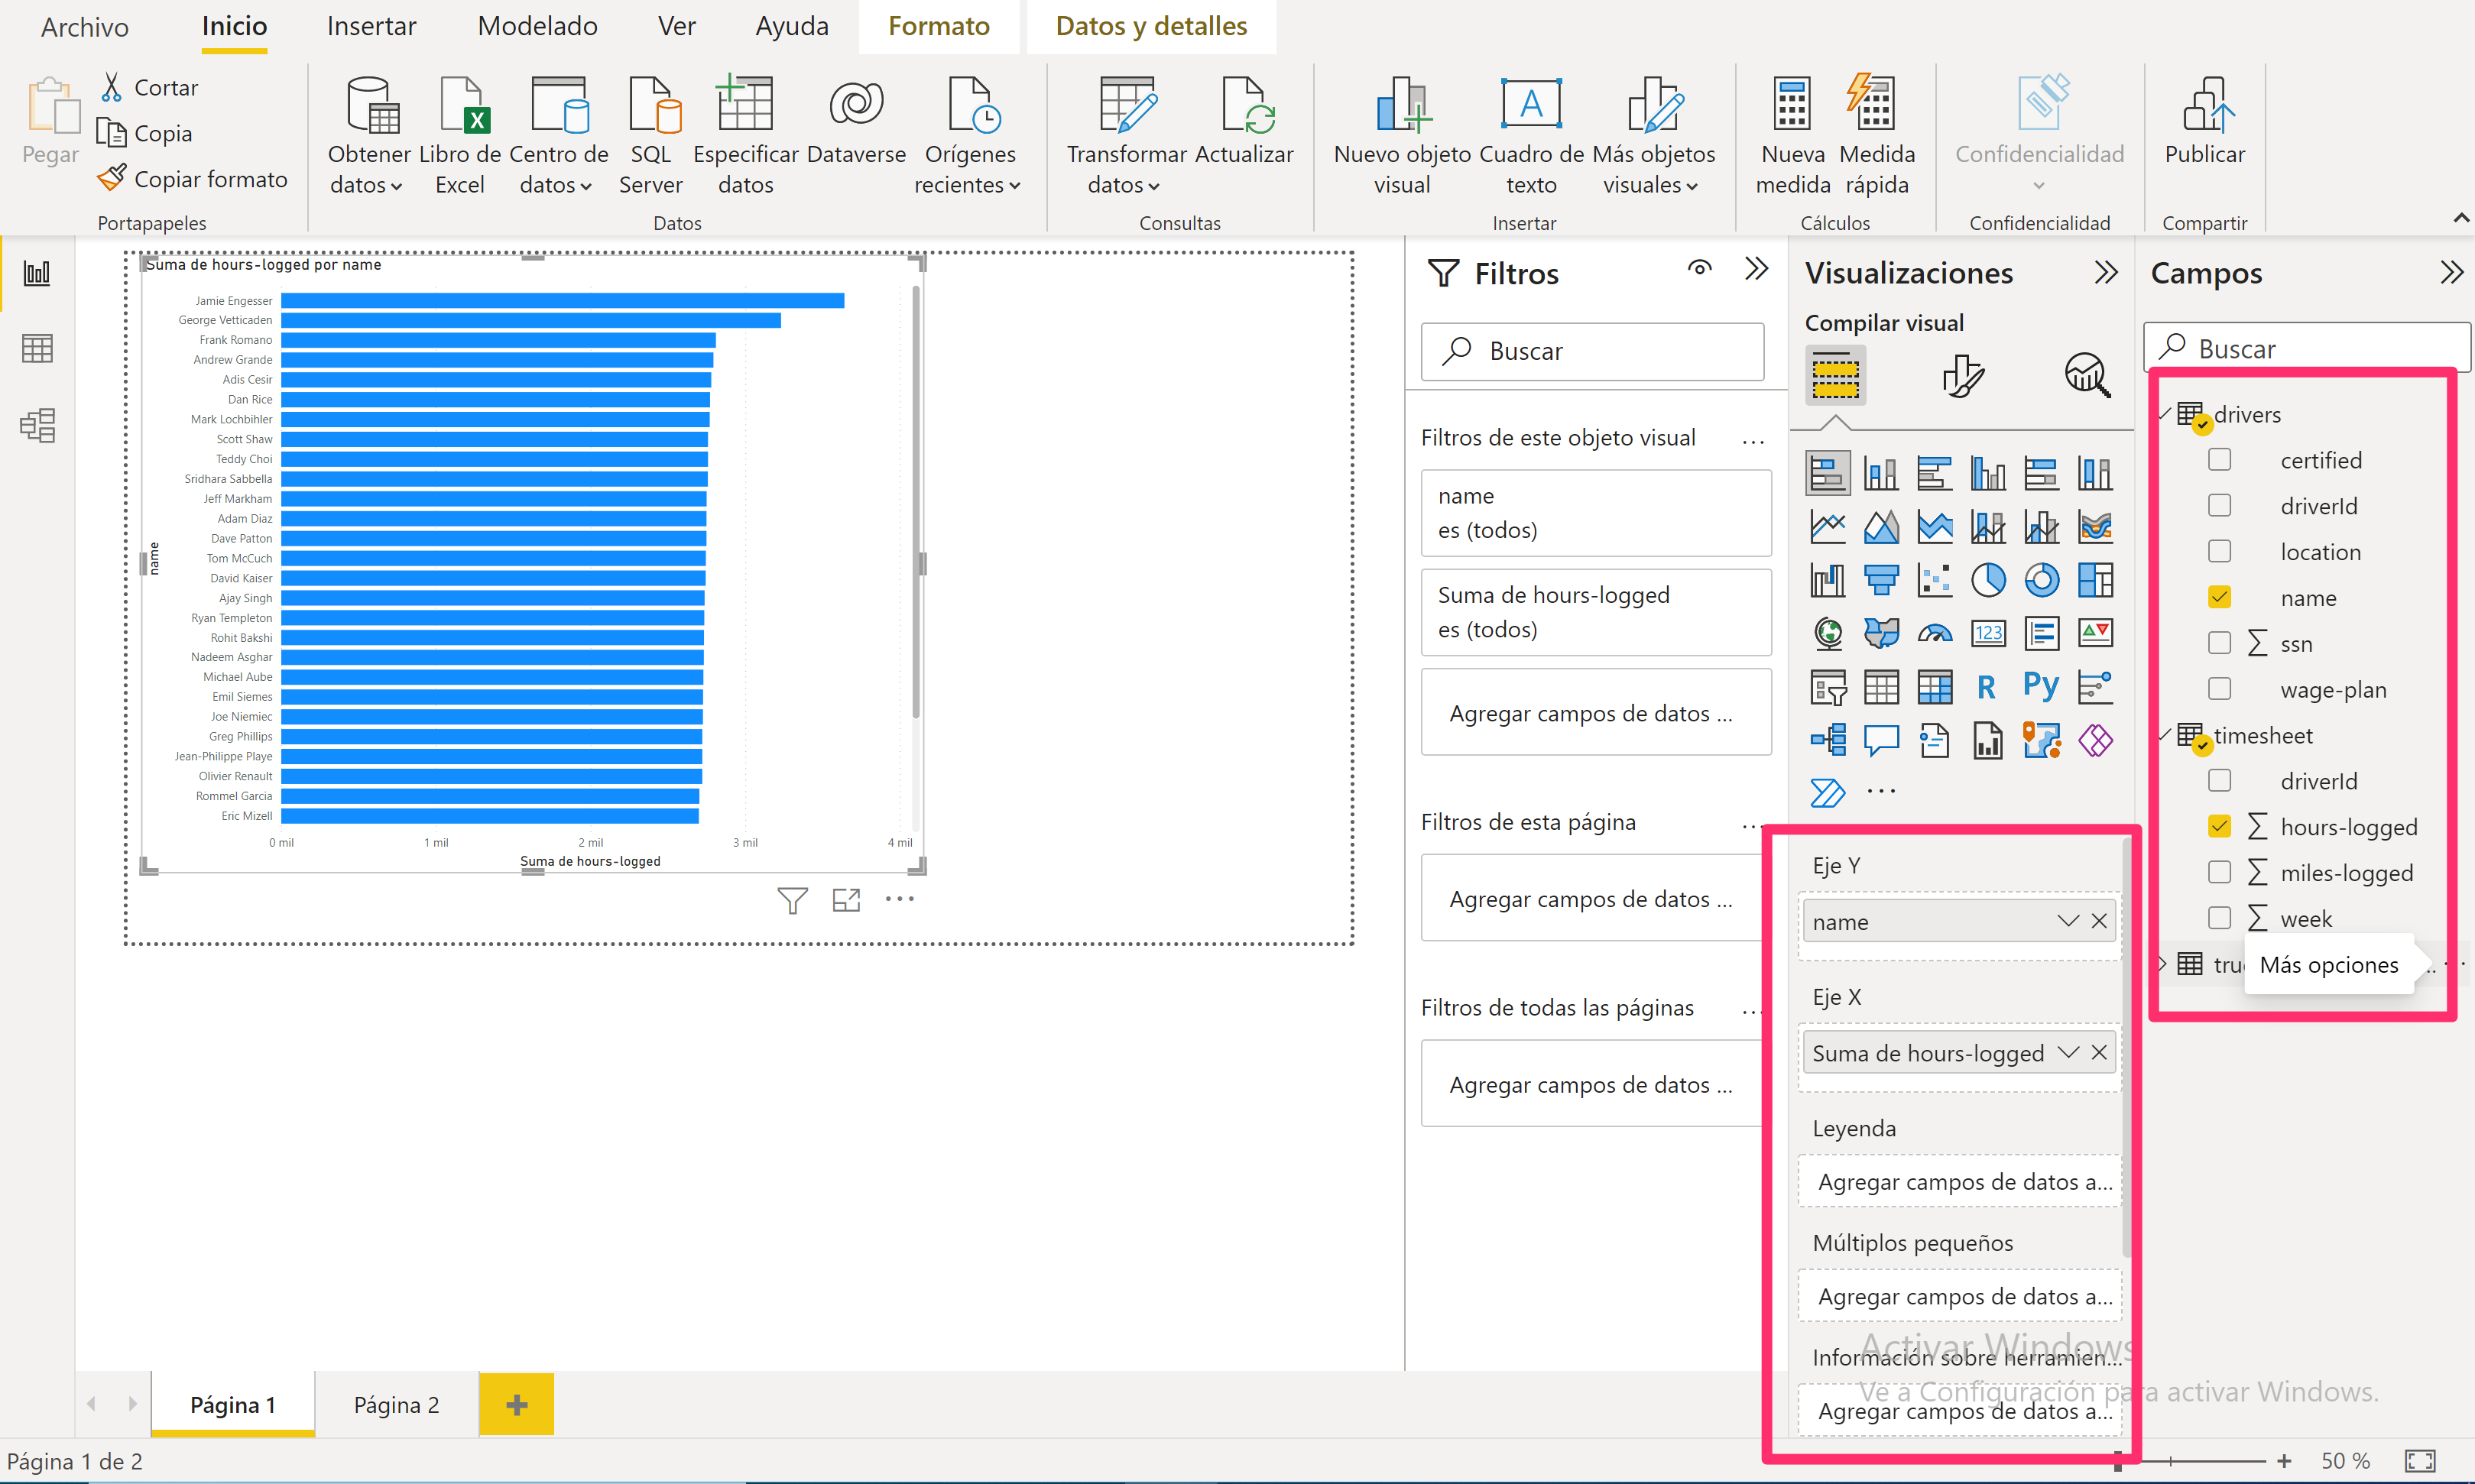 Archivo
Inicio
Insertar
Modelado
Ver
Ayuda
Formato
Datos y detalles
Pegar
Cortar
Copia
Copiar formato
Portapapeles
Obtener
datos
Libro de
Excel
Centro de
datos
SQL
Server
Especificar
datos
Dataverse
Orígenes
recientes
Datos
Transformar
datos
Actualizar
Consultas
Nuevo objeto
visual
Cuadro de
texto
Más objetos
visuales
Insertar
Nueva
medida
Medida
rápida
Cálculos
Confidencialidad
Confidencialidad
Publicar
Compartir
Suma de hours-logged por name
name
Jamie Engesser
George Vetticaden
Frank Romano
Andrew Grande
Adis Cesir
Dan Rice
Mark Lochbihler
Scott Shaw
Teddy Choi
Sridhara Sabbella
Jeff Markham
Adam Diaz
Dave Patton
Tom McCuch
David Kaiser
Ajay Singh
Ryan Templeton
Rohit Bakshi
Nadeem Asghar
Michael Aube
Emil Siemes
Joe Niemiec
Greg Phillips
Jean-Philippe Playe
Olivier Renault
Rommel Garcia
Eric Mizell
0 mil
1 mil
2 mil
3 mil
4 mil
Suma de hours-logged
Filtros
Buscar
Filtros de este objeto visual
...
name
es (todos)
Suma de hours-logged
es (todos)
Agregar campos de datos ...
Filtros de esta página
...
Agregar campos de datos ...
Filtros de todas las páginas
...
Agregar campos de datos ...
Visualizaciones
Compilar visual
123
R
Py
...
Eje Y
name
Eje X
Suma de hours-logged
Leyenda
Agregar campos de datos a...
Múltiplos pequeños
Agregar campos de datos a...
Información sobre herramien...
Agregar campos de datos a...
Campos
Buscar
drivers
certified
driverId
location
name
ssn
wage-plan
timesheet
driverId
hours-logged
miles-logged
week
Más opciones
Activar Windows
Ve a Configuración para activar Windows.
Página 1
Página 2
Página 1 de 2
50 %